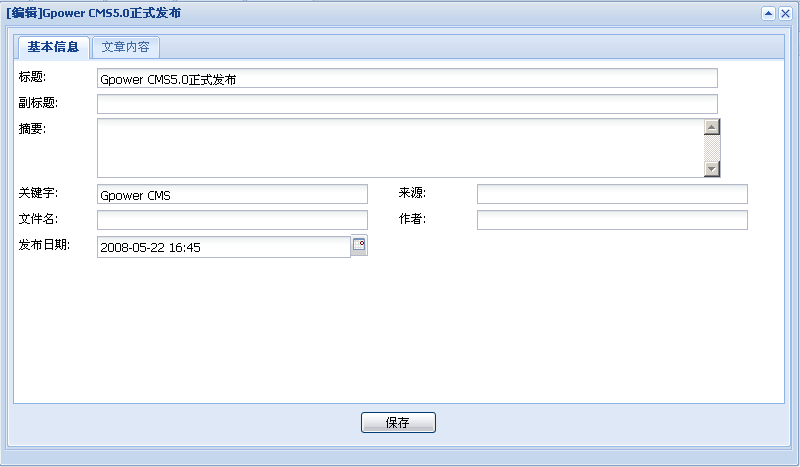 [编辑]Gpower CMS5.0正式发布
基本信息 文章内容
标题: Gpower CMS5.0正式发布
副标题:
摘要:
关键字: Gpower CMS 来源:
文件名: 作者:
发布日期: 2008-05-22 16:45
保存